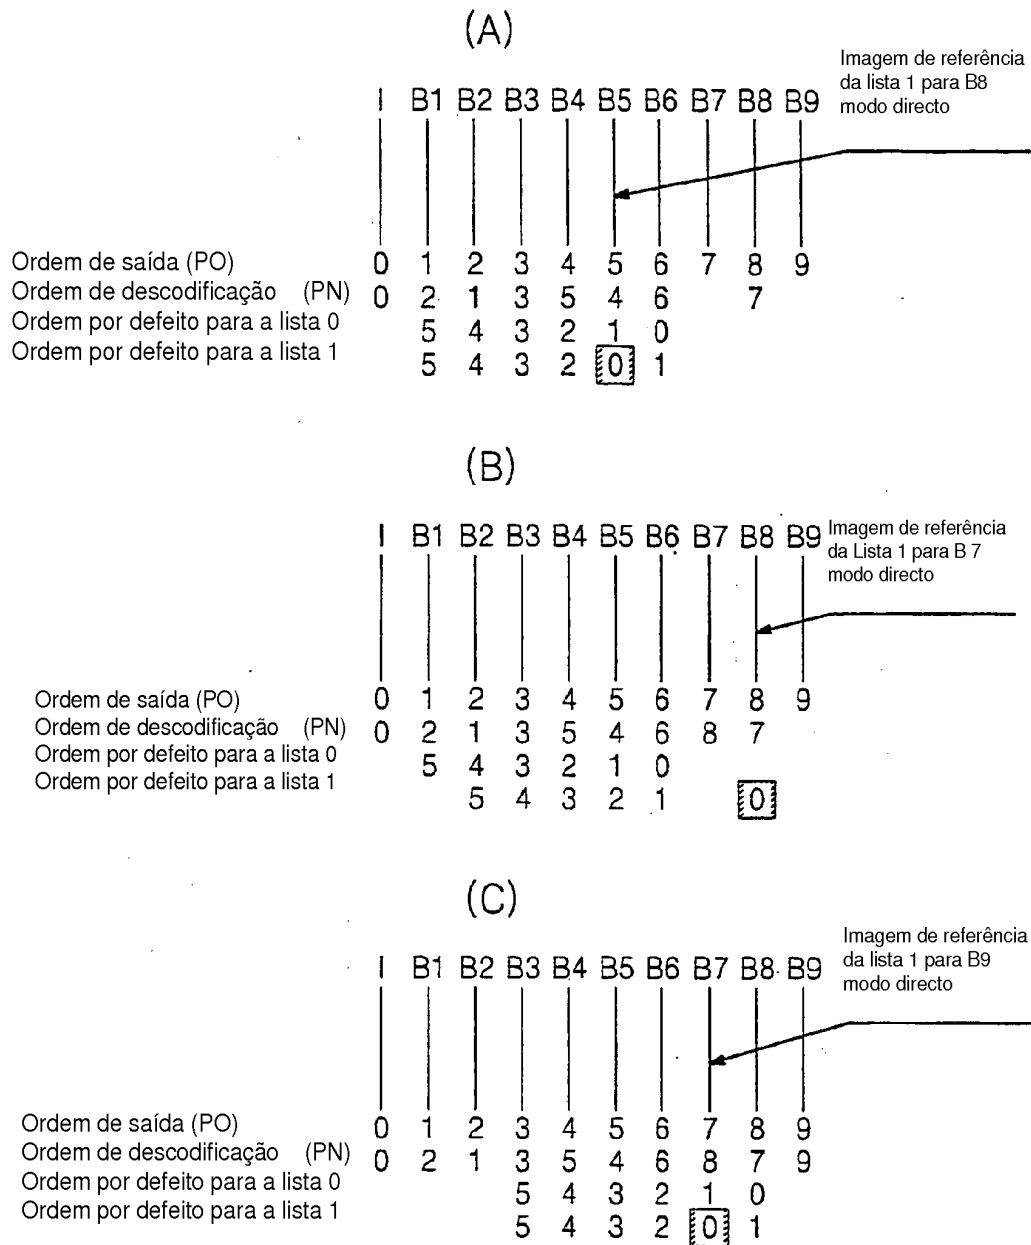 (A)
Imagem de referência
da lista 1 para B8
modo directo
I B1 B2 B3 B4 B5 B6 B7 B8 B9
Ordem de saída (PO) 0 1 2 3 4 5 6 7 8 9
Ordem de descodificação (PN) 0 2 1 3 5 4 6 7
Ordem por defeito para a lista 0 5 4 3 2 1 0
Ordem por defeito para a lista 1 5 4 3 2 0 1
(B)
I B1 B2 B3 B4 B5 B6 B7 B8 B9
Imagem de referência
da Lista 1 para B 7
modo directo
Ordem de saída (PO) 0 1 2 3 4 5 6 7 8 9
Ordem de descodificação (PN) 0 2 1 3 5 4 6 8 7
Ordem por defeito para a lista 0 5 4 3 2 1 0
Ordem por defeito para a lista 1 5 4 3 2 1 0
(C)
Imagem de referência
da lista 1 para B9
modo directo
I B1 B2 B3 B4 B5 B6 B7 B8 B9
Ordem de saída (PO) 0 1 2 3 4 5 6 7 8 9
Ordem de descodificação (PN) 0 2 1 3 5 4 6 8 7 9
Ordem por defeito para a lista 0 5 4 3 2 1 0
Ordem por defeito para a lista 1 5 4 3 2 0 1